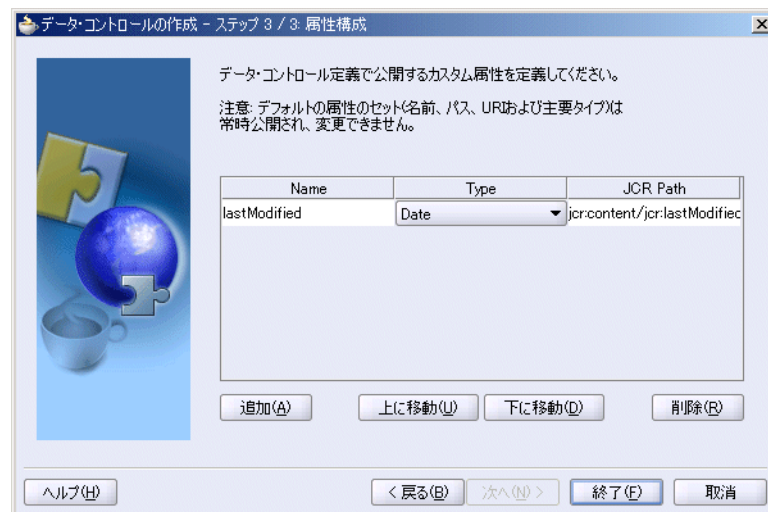 データ・コントロールの作成 - ステップ 3 / 3: 属性構成
データ・コントロール定義で公開するカスタム属性を定義してください。
注意: デフォルトの属性のセット(名前、パス、URIおよび主要タイプ)は
常時公開され、変更できません。
Name Type JCR Path
lastModified Date jcr:content/jcr:lastModified
追加(A) 上に移動(U) 下に移動(D) 削除(R)
ヘルプ(H) < 戻る(B) 次へ(N) > 終了(F) 取消